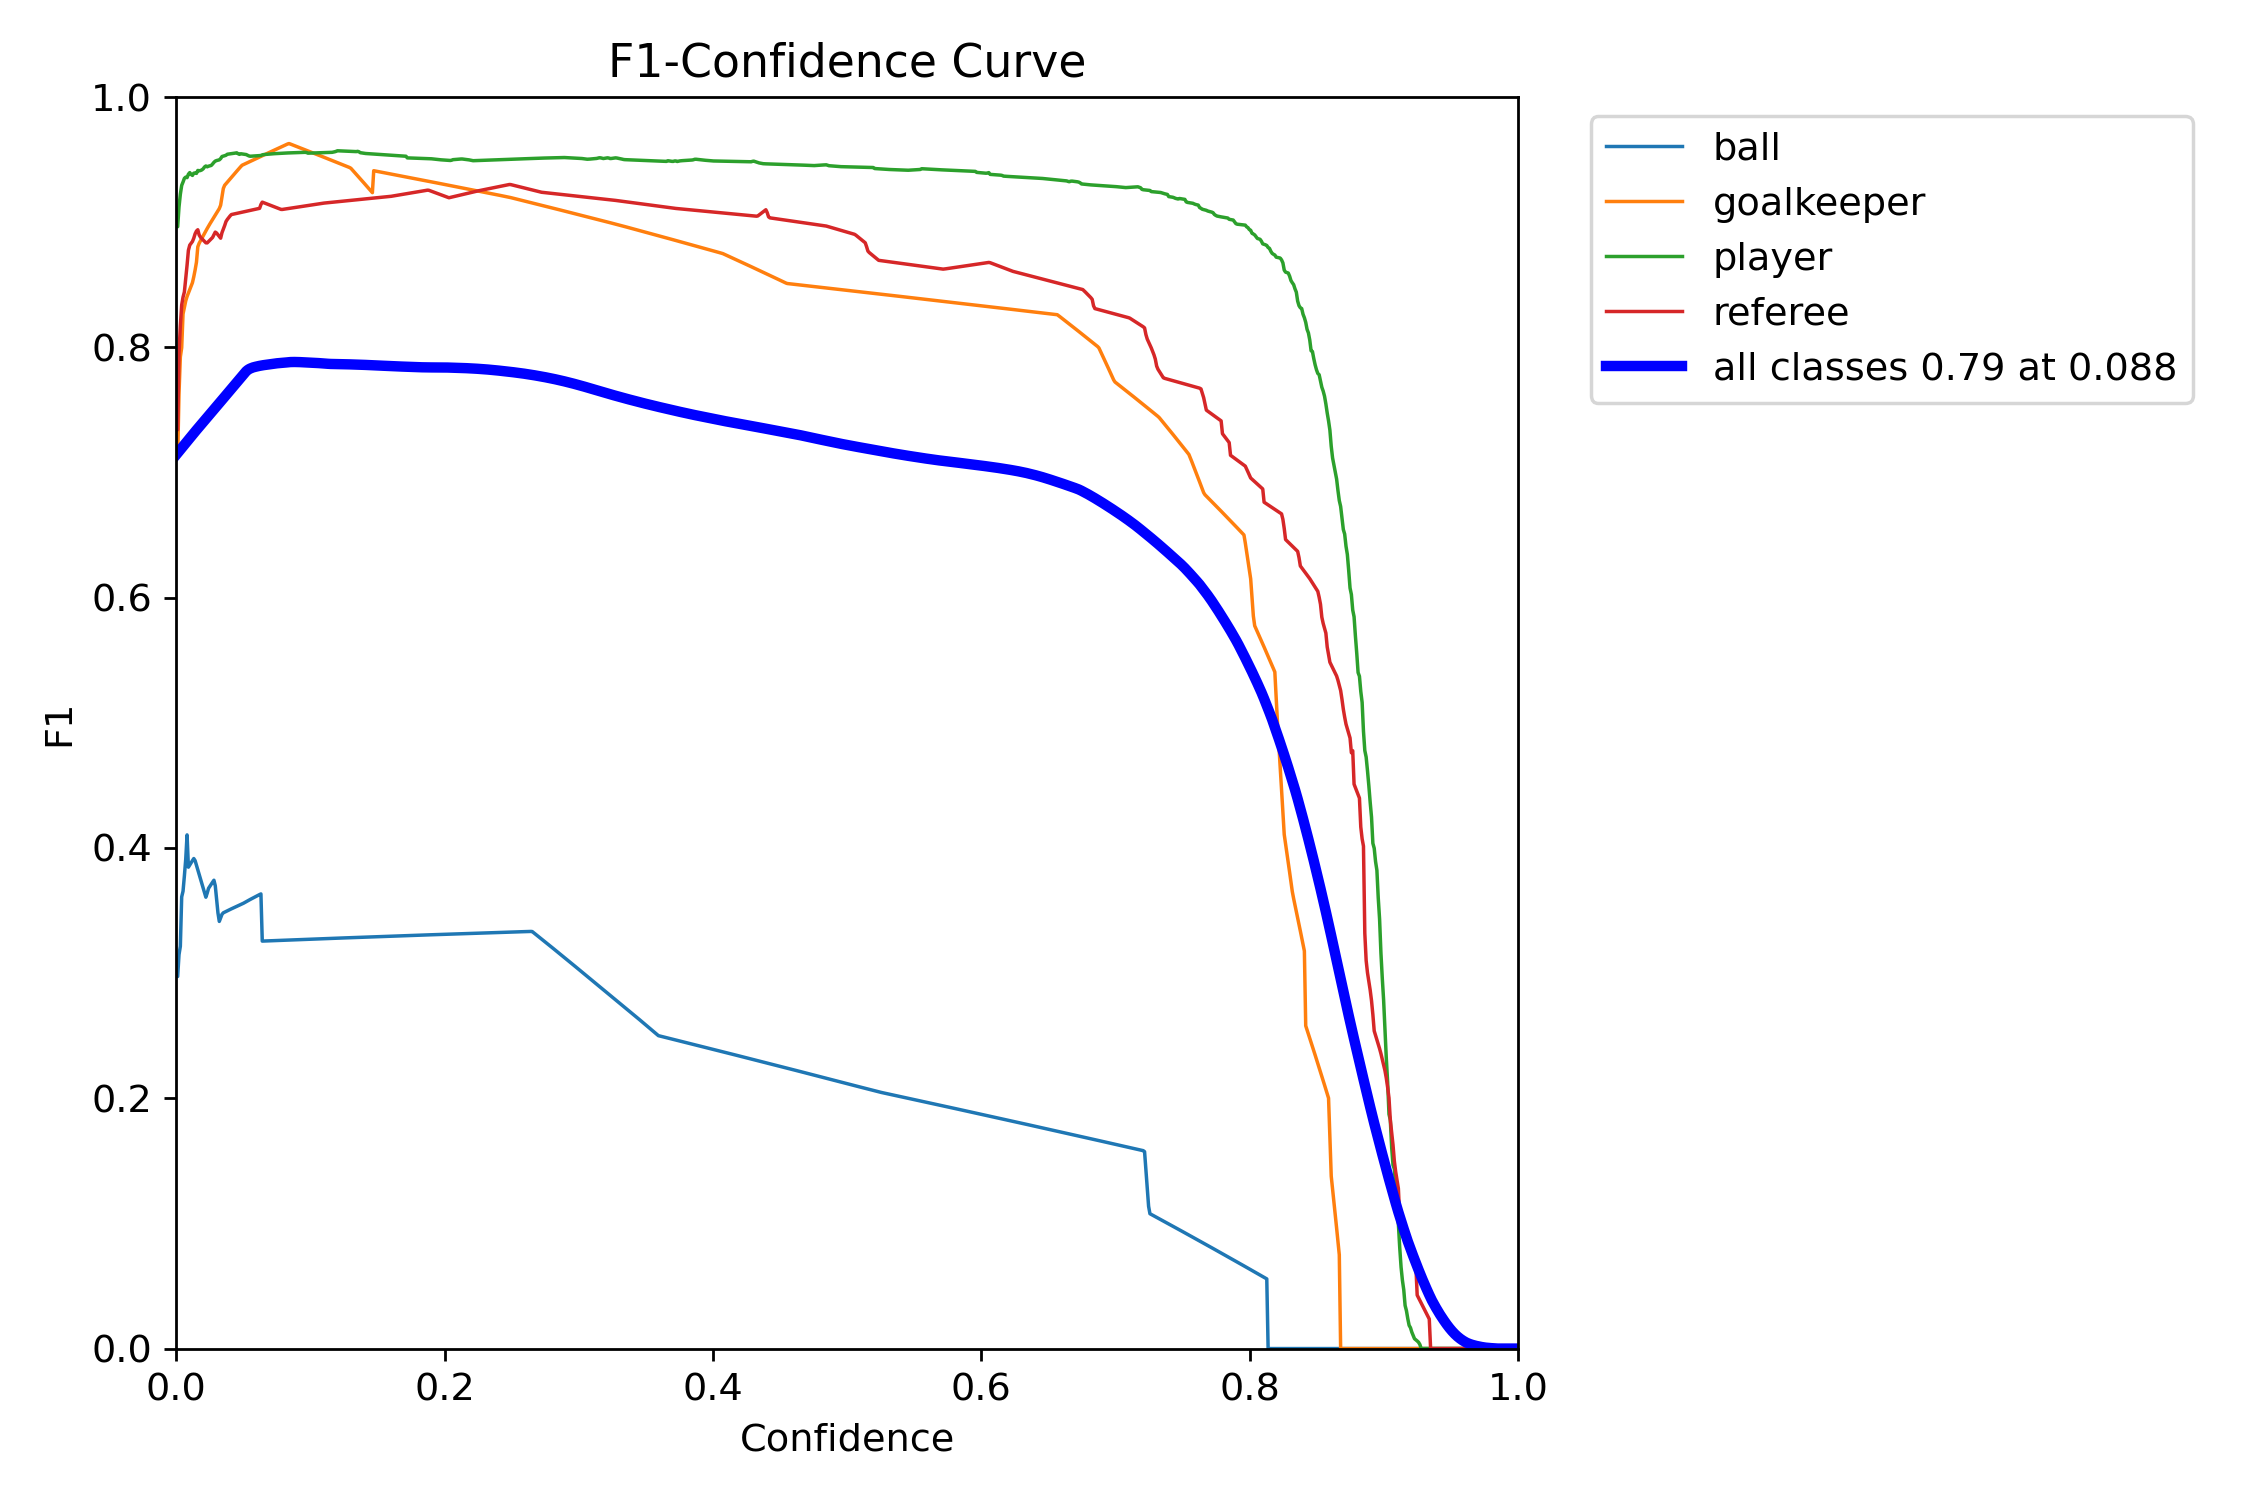 F1-Confidence Curve
1.0
0.8
0.6
0.4
0.2
0.0
F1
0.0 0.2 0.4 0.6 0.8 1.0
Confidence
ball
goalkeeper
player
referee
all classes 0.79 at 0.088